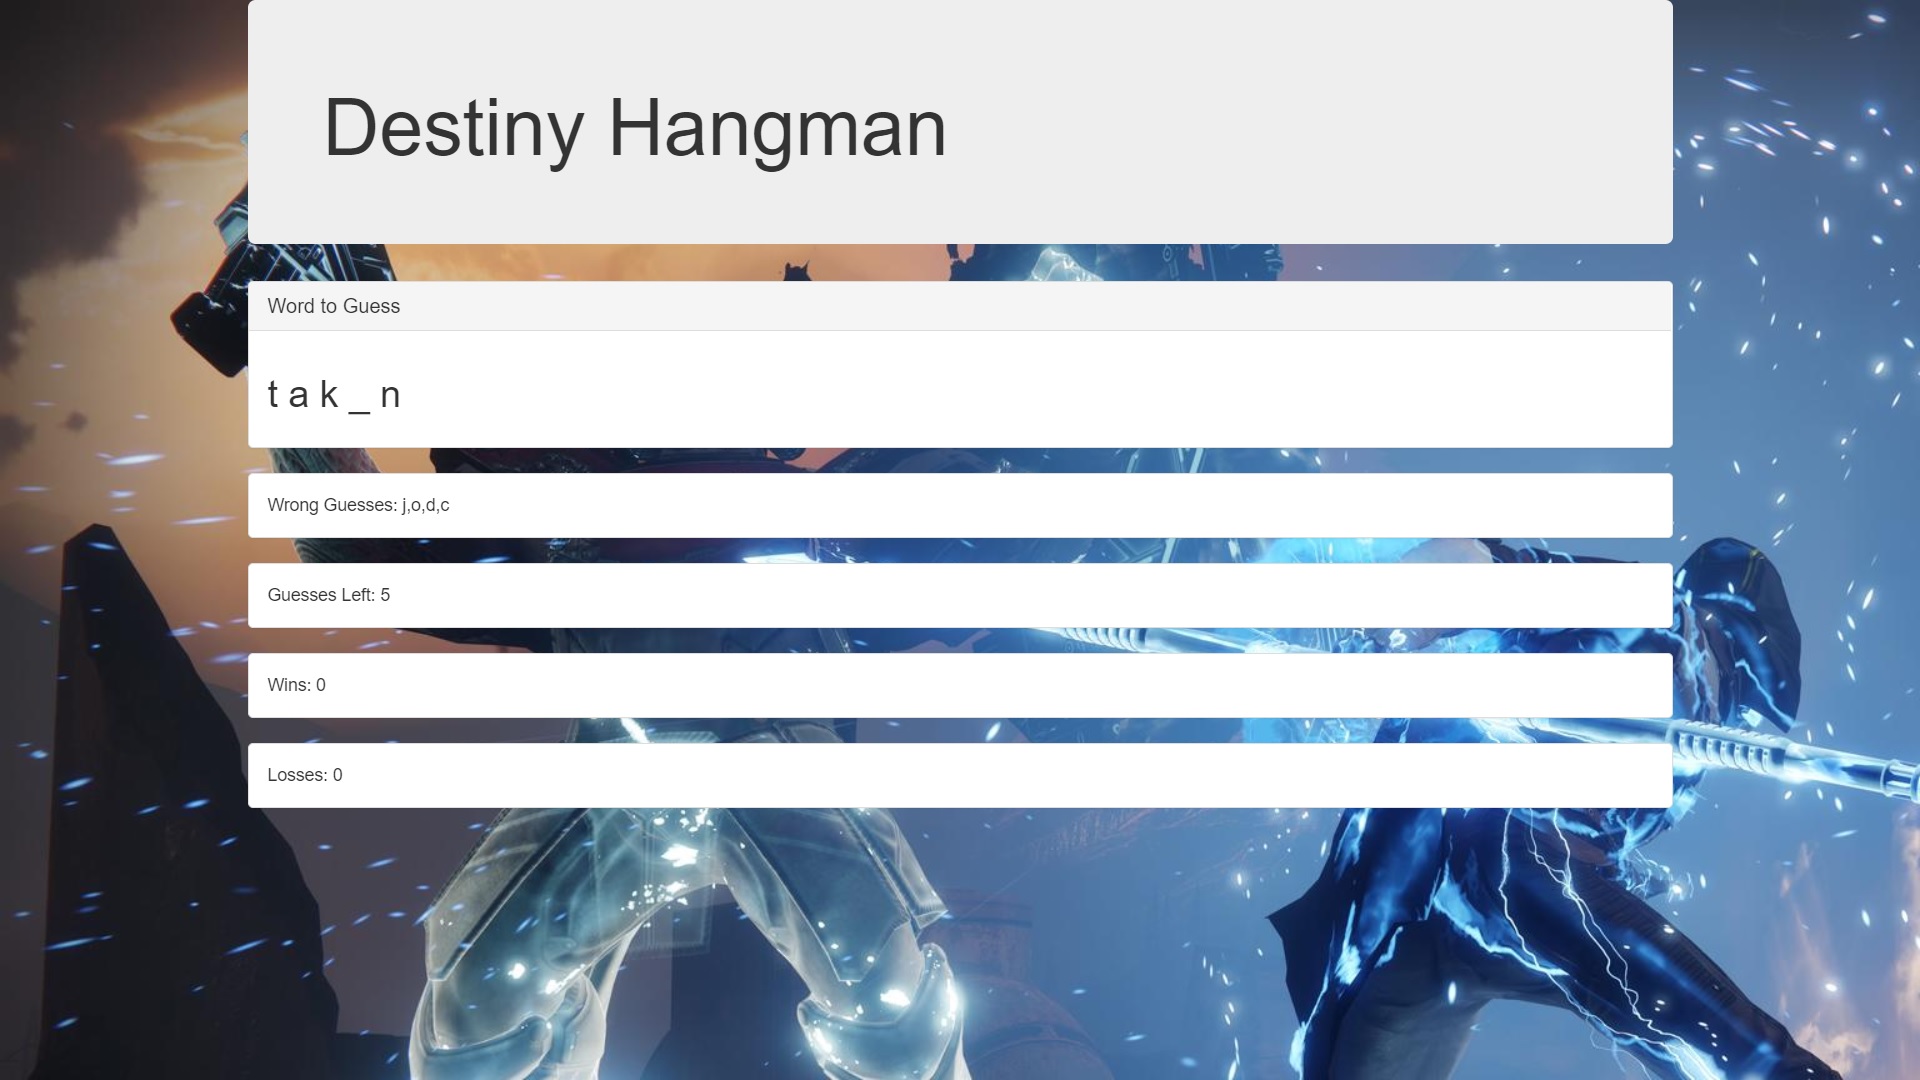 Destiny Hangman
Word to Guess
t a k _ n
Wrong Guesses: j,o,d,c
Guesses Left: 5
Wins: 0
Losses: 0